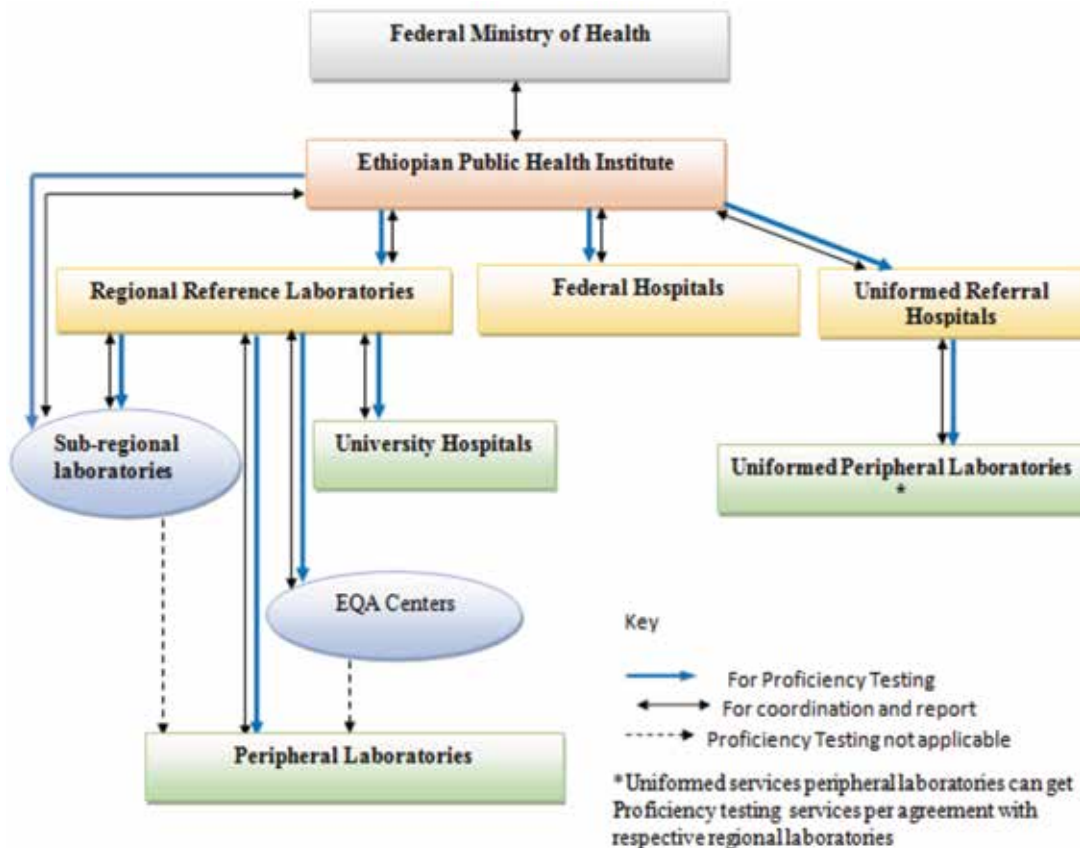 Federal Ministry of Health
Ethiopian Public Health Institute
Regional Reference Laboratories
Federal Hospitals
Uniformed Referral
Hospitals
Sub-regional
laboratories
University Hospitals
Uniformed Peripheral Laboratories
*
EQA Centers
Peripheral Laboratories
Key
For Proficiency Testing
For coordination and report
Proficiency Testing not applicable
*Uniformed services peripheral laboratories can get
Proficiency testing services per agreement with
respective regional laboratories